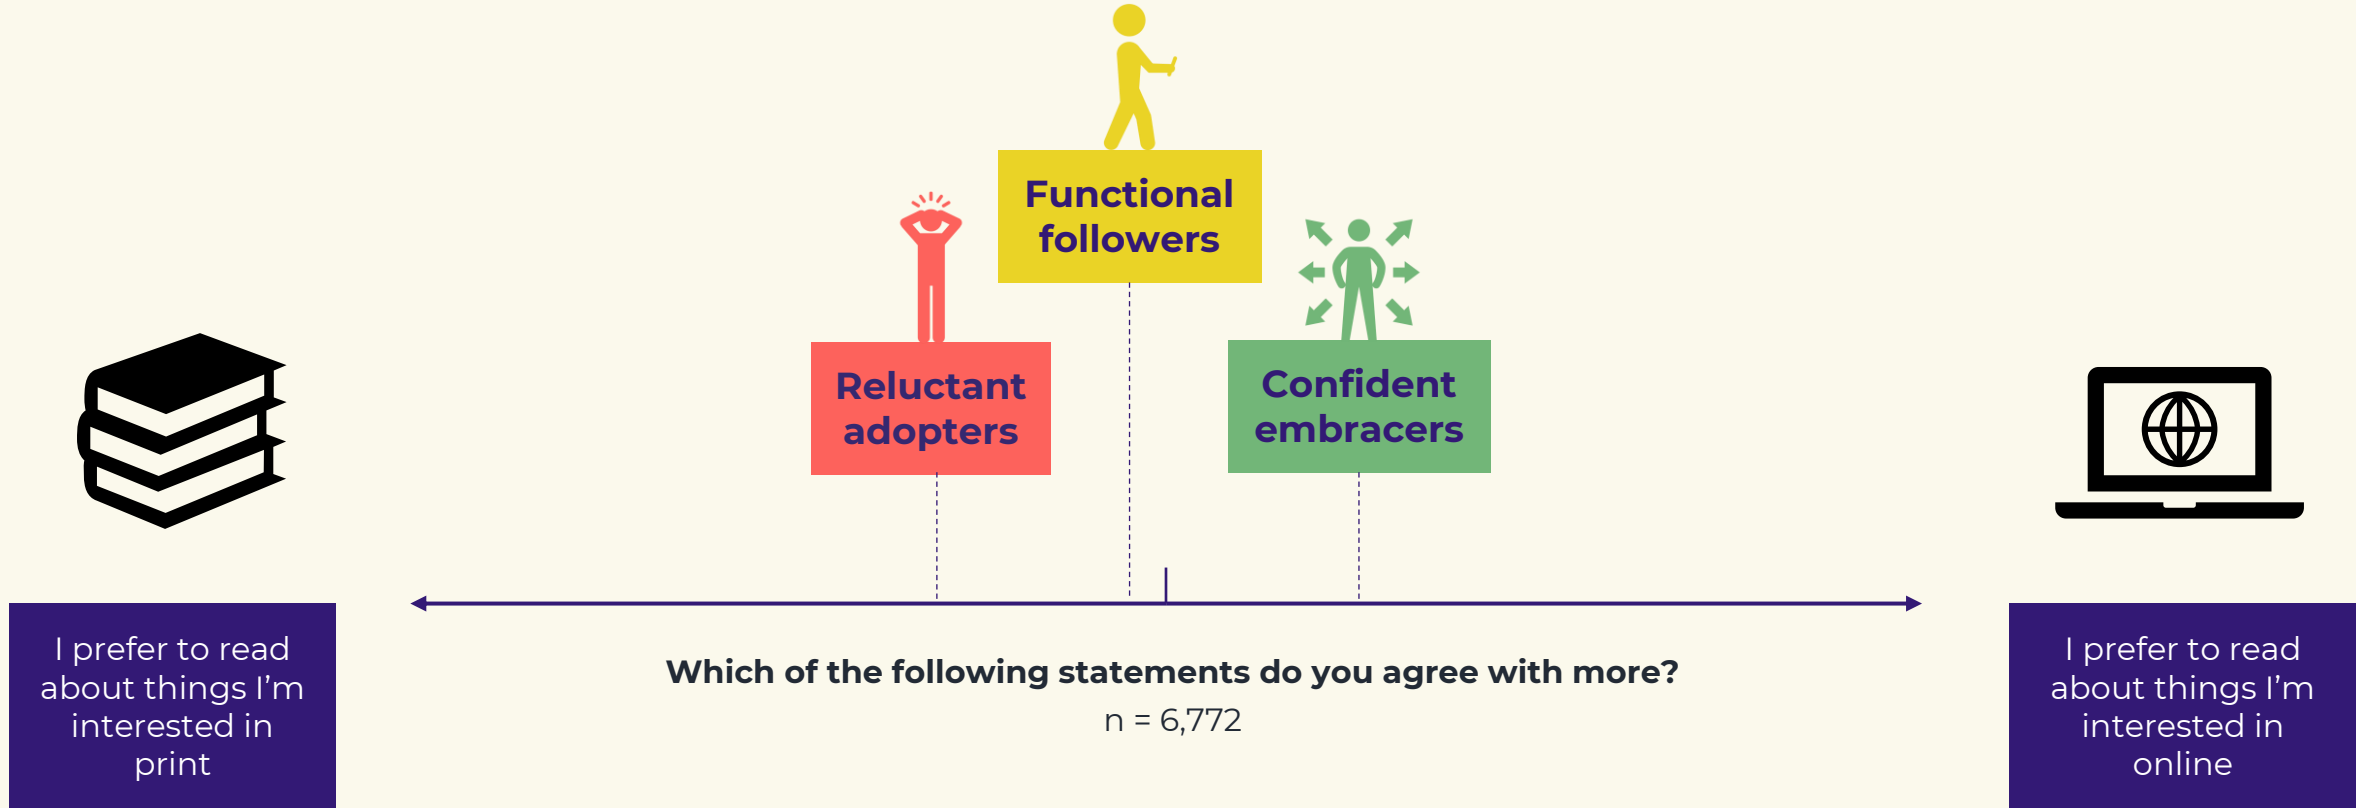 Functional
followers
Reluctant
adopters
Confident
embracers
I prefer to read
about things I’m
interested in
print
Which of the following statements do you agree with more?
n = 6,772
I prefer to read
about things I’m
interested in
online